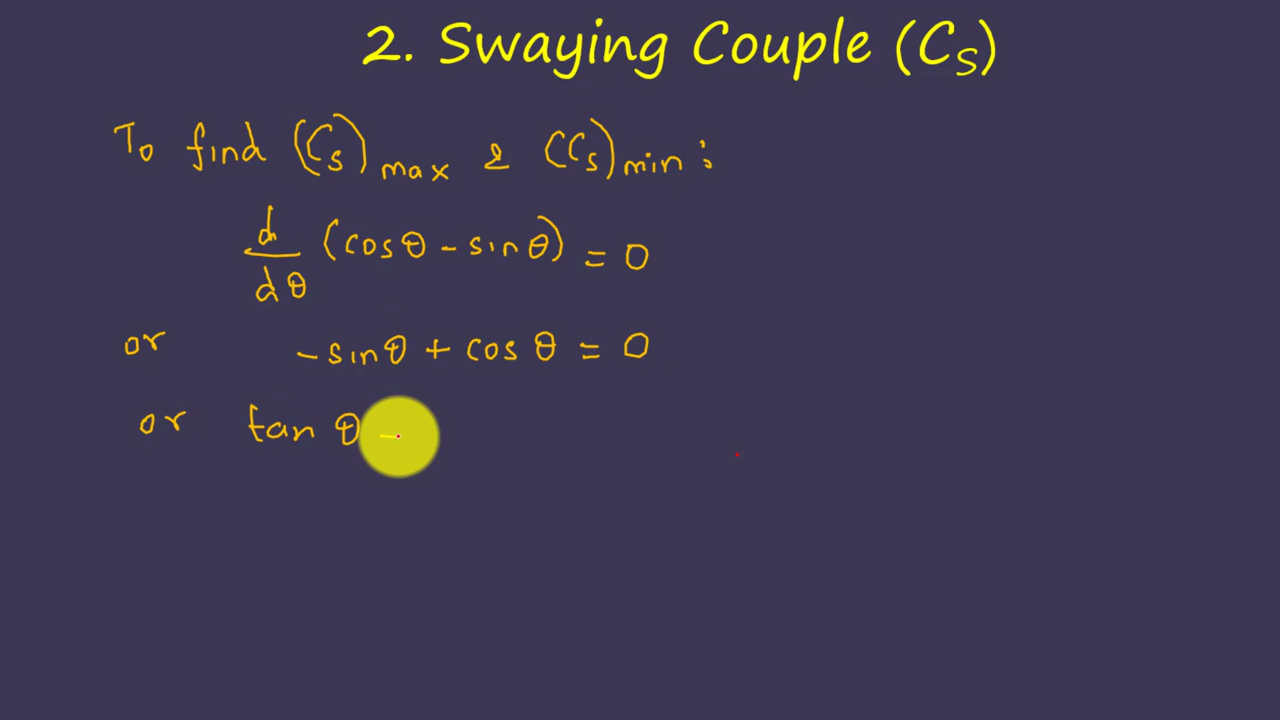 2. Swaying Couple (Cₛ)
To find (Cₛ)max & (Cₛ)min :
d/dθ (cosθ - sinθ) = 0
or -sinθ + cosθ = 0
or tan θ -